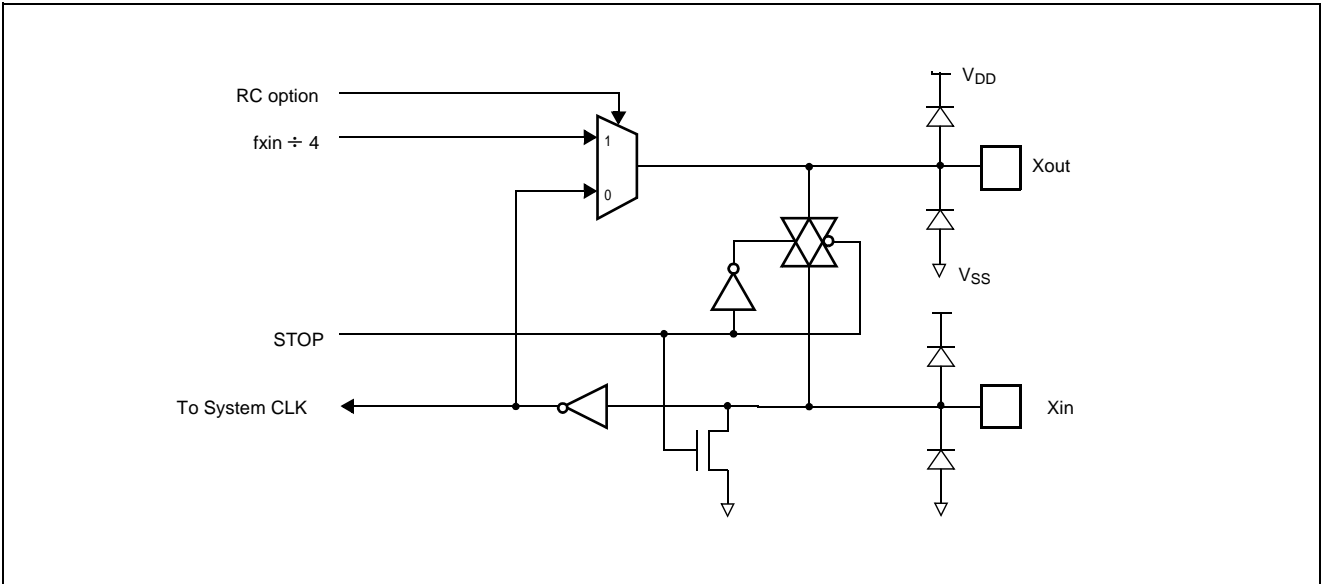 RC option
fxin ÷ 4
1
0
VDD
Xout
VSS
STOP
To System CLK
Xin